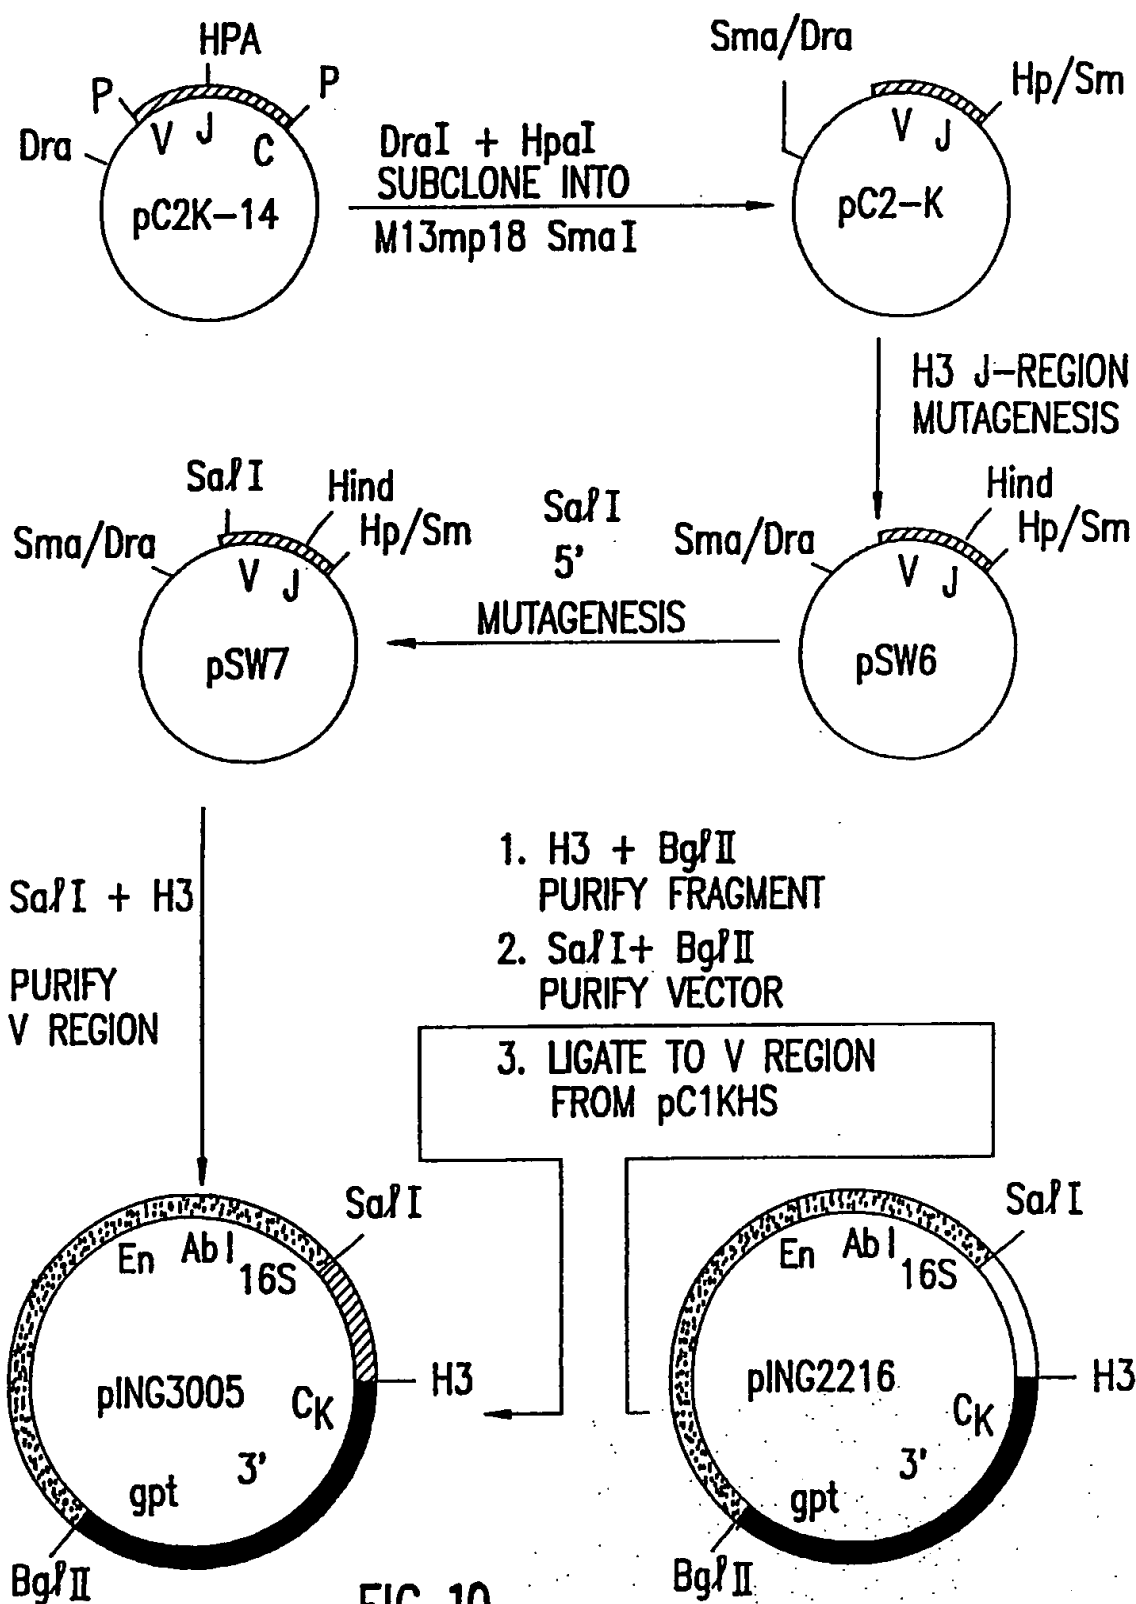 HPA
P
P
Dra
V J C
pC2K-14
DraI + HpaI
SUBCLONE INTO
M13mp18 SmaI
Sma/Dra
Hp/Sm
V J
pC2-K
H3 J-REGION
MUTAGENESIS
SalI
Hind
Hp/Sm
Sma/Dra
V J
pSW7
SalI
5'
MUTAGENESIS
Hind
Hp/Sm
Sma/Dra
V J
pSW6
SalI + H3
PURIFY
V REGION
1. H3 + BglII
PURIFY FRAGMENT
2. SalI+ BglII
PURIFY VECTOR
3. LIGATE TO V REGION
FROM pC1KHS
SalI
En AbI 16S
H3
pING3005
CK
3'
gpt
BglII
SalI
En AbI 16S
H3
pING2216
CK
3'
gpt
BglII
FIG. 10